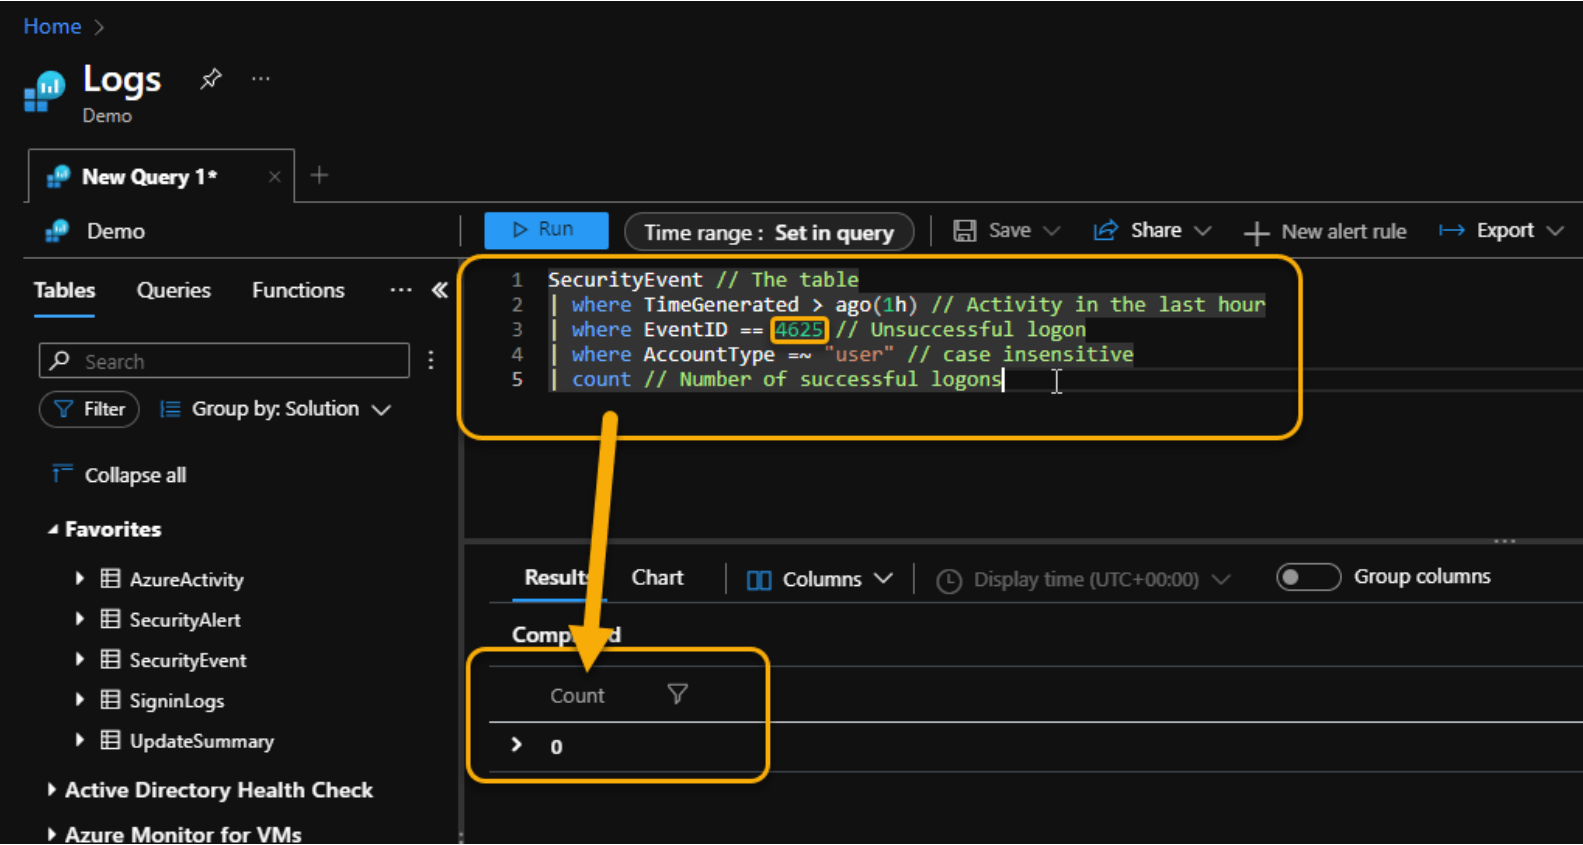 Home >
Logs
Demo
New Query 1*
Demo
Run
Time range : Set in query
Save
Share
New alert rule
Export
Tables
Queries
Functions
Search
Filter
Group by: Solution
Collapse all
Favorites
AzureActivity
SecurityAlert
SecurityEvent
SigninLogs
UpdateSummary
Active Directory Health Check
Azure Monitor for VMs
1 SecurityEvent // The table
2 | where TimeGenerated > ago(1h) // Activity in the last hour
3 | where EventID == 4625 // Unsuccessful logon
4 | where AccountType =~ "user" // case insensitive
5 | count // Number of successful logons
Results
Chart
Columns
Display time (UTC+00:00)
Group columns
Completed
Count
0